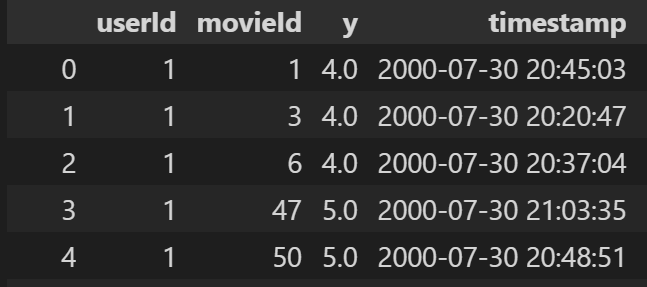 userId movieId y timestamp
0 1 1 4.0 2000-07-30 20:45:03
1 1 3 4.0 2000-07-30 20:20:47
2 1 6 4.0 2000-07-30 20:37:04
3 1 47 5.0 2000-07-30 21:03:35
4 1 50 5.0 2000-07-30 20:48:51